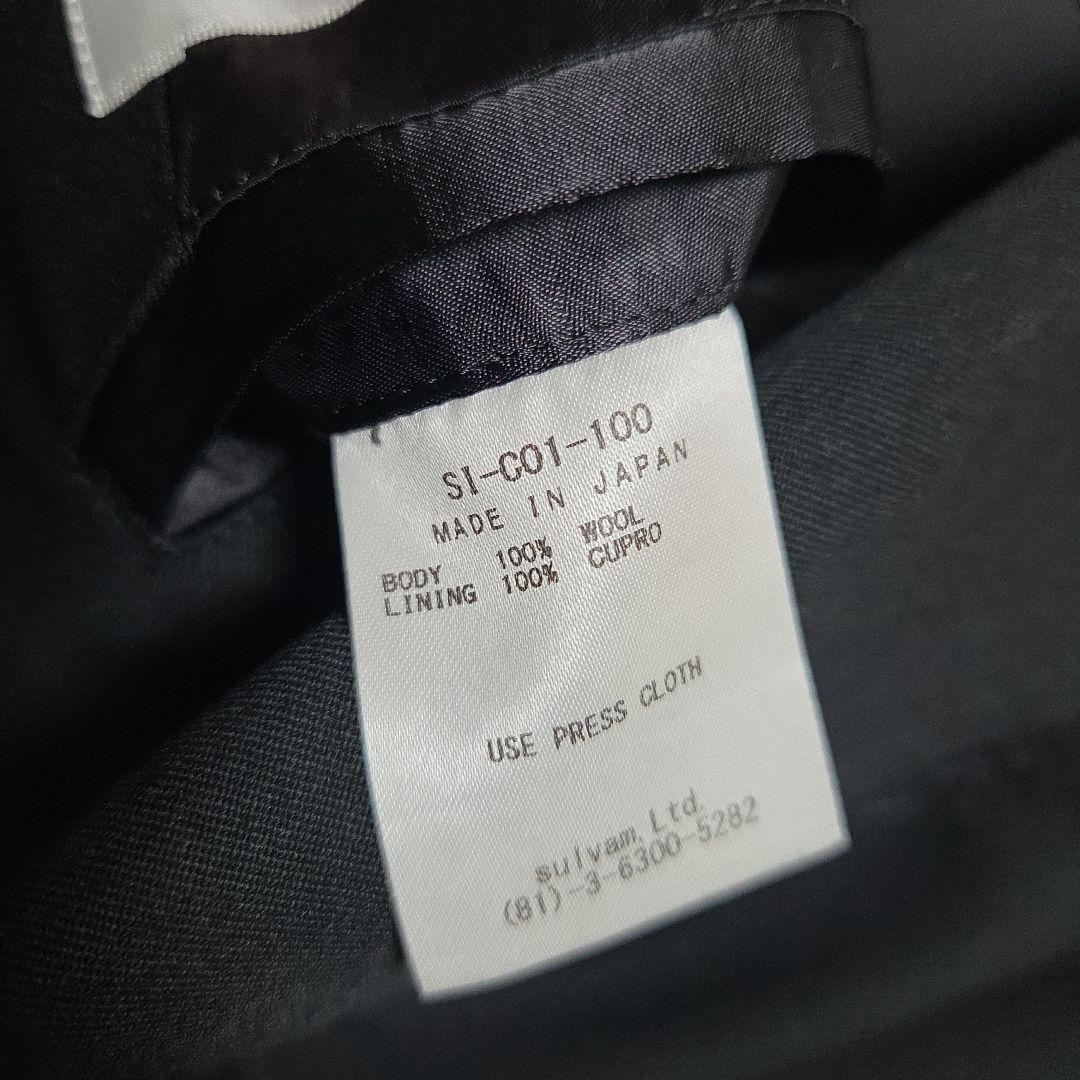 SI-C01-100
MADE IN JAPAN
BODY 100% WOOL
LINING 100% CUPRO
USE PRESS CLOTH
sulvam, Ltd.
(81)-3-6300-5282